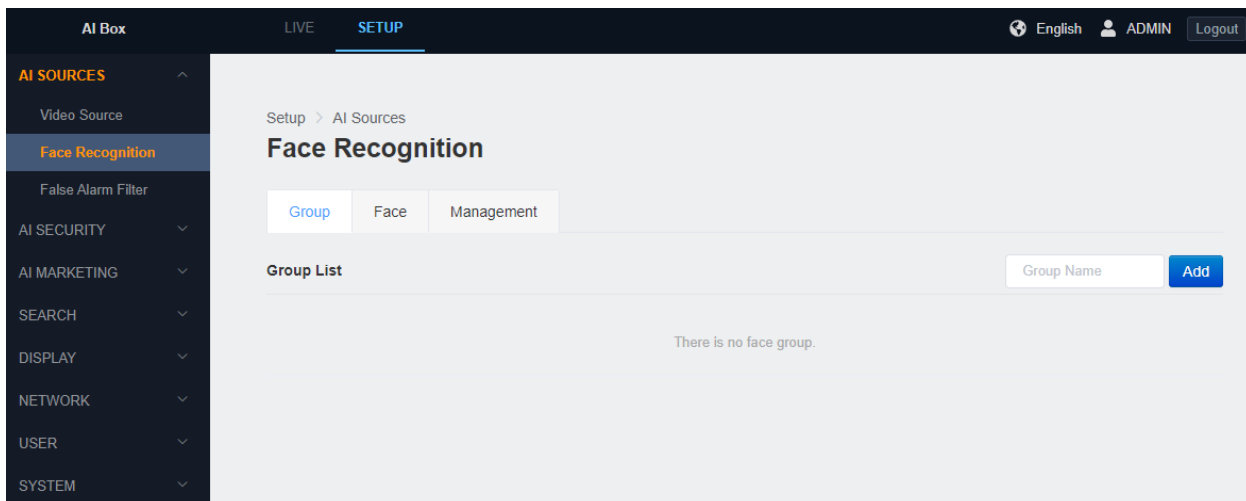 AI Box LIVE SETUP English ADMIN Logout
AI SOURCES
Video Source
Face Recognition
False Alarm Filter
AI SECURITY
AI MARKETING
SEARCH
DISPLAY
NETWORK
USER
SYSTEM
Setup > AI Sources
Face Recognition
Group Face Management
Group List Group Name Add
There is no face group.